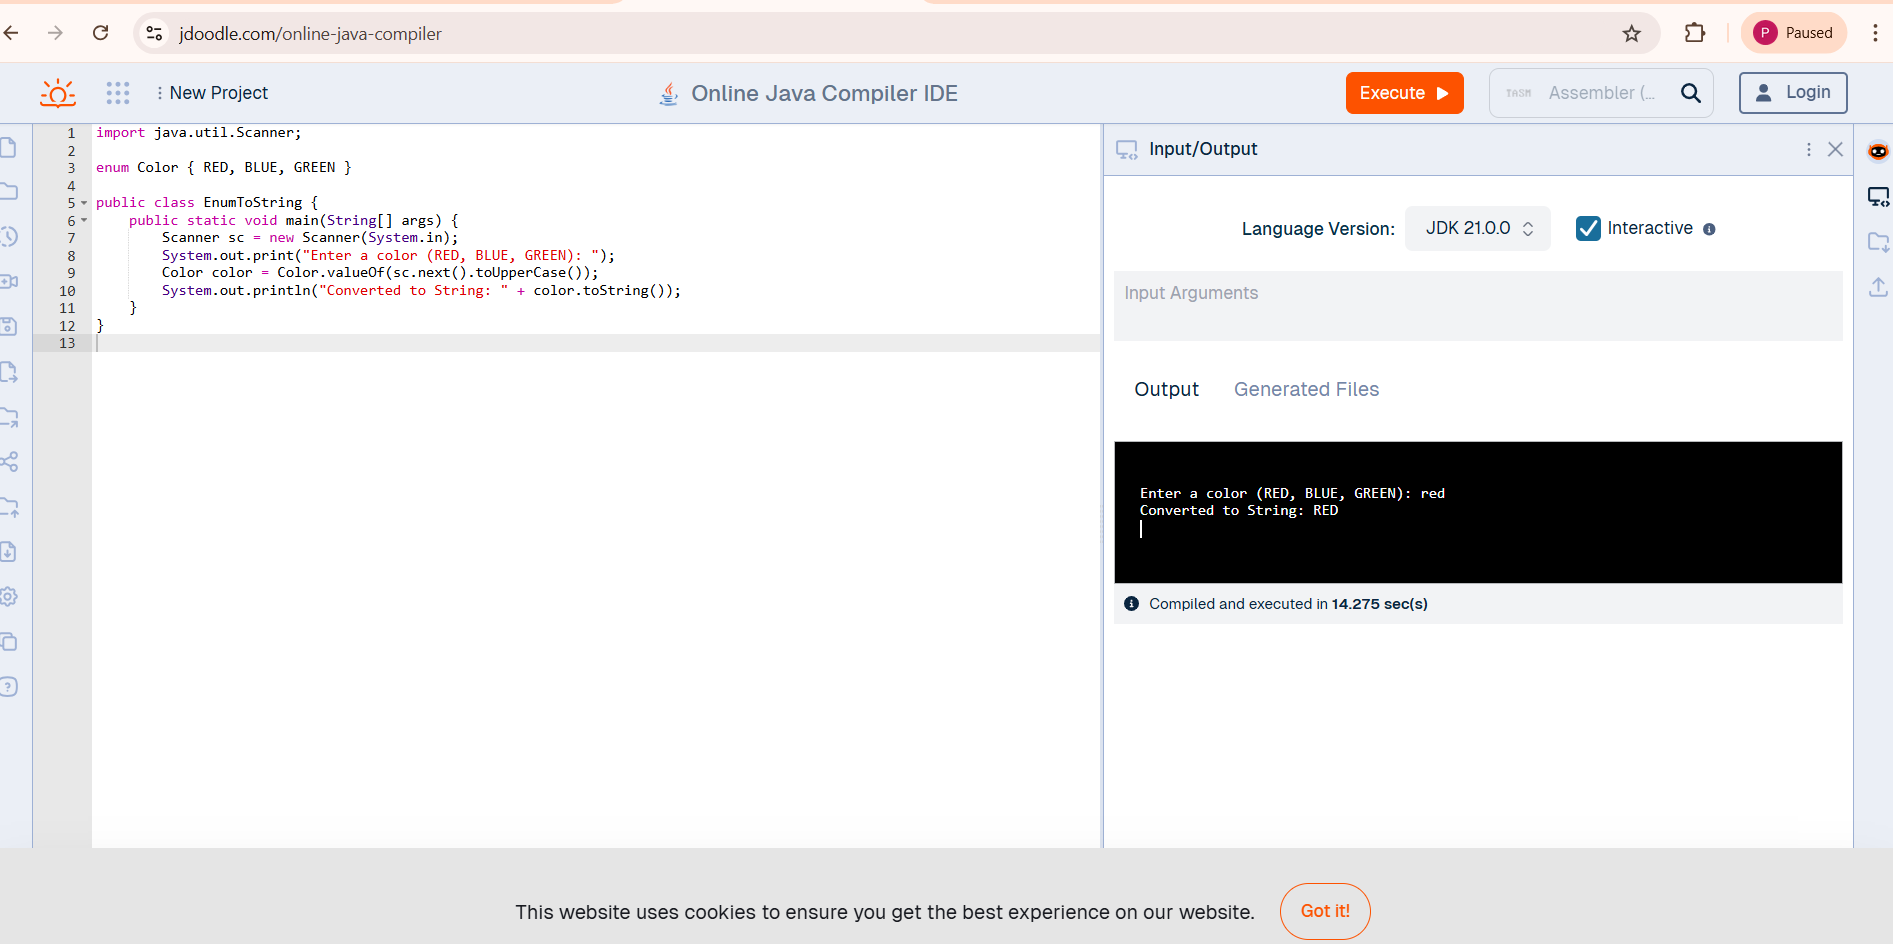 jdoodle.com/online-java-compiler
P Paused
New Project
Online Java Compiler IDE
Execute
TASM Assembler (...
Login
1 import java.util.Scanner;
2
3 enum Color { RED, BLUE, GREEN }
4
5 public class EnumToString {
6 public static void main(String[] args) {
7 Scanner sc = new Scanner(System.in);
8 System.out.print("Enter a color (RED, BLUE, GREEN): ");
9 Color color = Color.valueOf(sc.next().toUpperCase());
10 System.out.println("Converted to String: " + color.toString());
11 }
12 }
13
Input/Output
Language Version: JDK 21.0.0 Interactive
Input Arguments
Output Generated Files
Enter a color (RED, BLUE, GREEN): red
Converted to String: RED
Compiled and executed in 14.275 sec(s)
This website uses cookies to ensure you get the best experience on our website. Got it!